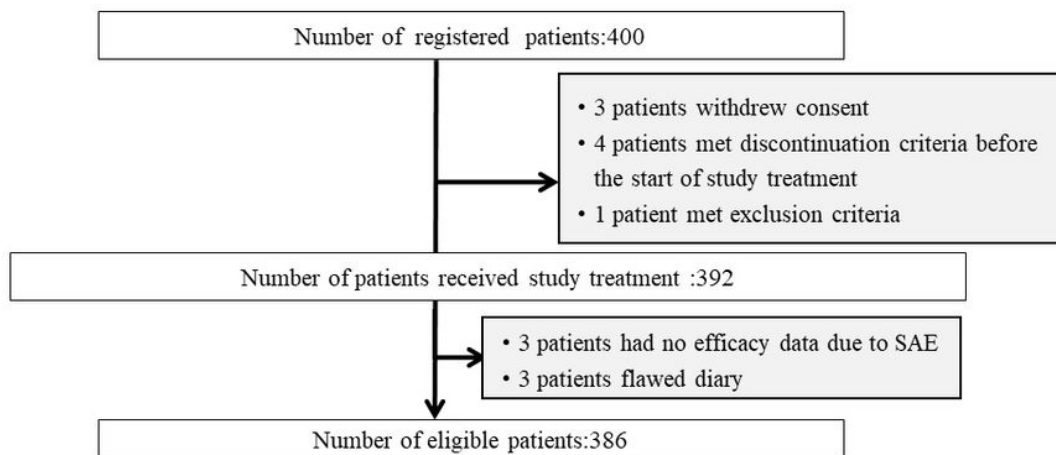 Number of registered patients:400
• 3 patients withdrew consent
• 4 patients met discontinuation criteria before
the start of study treatment
• 1 patient met exclusion criteria
Number of patients received study treatment :392
• 3 patients had no efficacy data due to SAE
• 3 patients flawed diary
Number of eligible patients:386